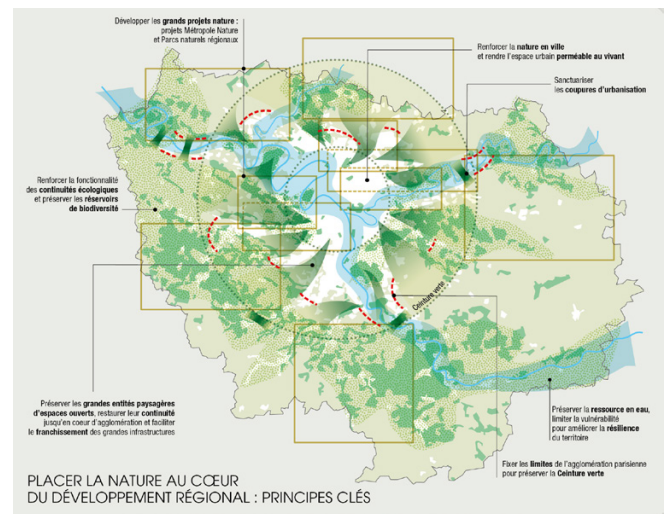 Développer les grands projets nature :
projets Métropole Nature
et Parcs naturels régionaux
Renforcer la nature en ville
et rendre l'espace urbain perméable au vivant
Sanctuariser
les coupures d'urbanisation
Renforcer la fonctionnalité
des continuités écologiques
et préserver les réservoirs
de biodiversité
Ceinture verte
Préserver les grandes entités paysagères
d'espaces ouverts, restaurer leur continuité
jusqu'en coeur d'agglomération et faciliter
le franchissement des grandes infrastructures
Préserver la ressource en eau,
limiter la vulnérabilité
pour améliorer la résilience
du territoire
Fixer les limites de l'agglomération parisienne
pour préserver la Ceinture verte
PLACER LA NATURE AU CŒUR
DU DÉVELOPPEMENT RÉGIONAL : PRINCIPES CLÉS